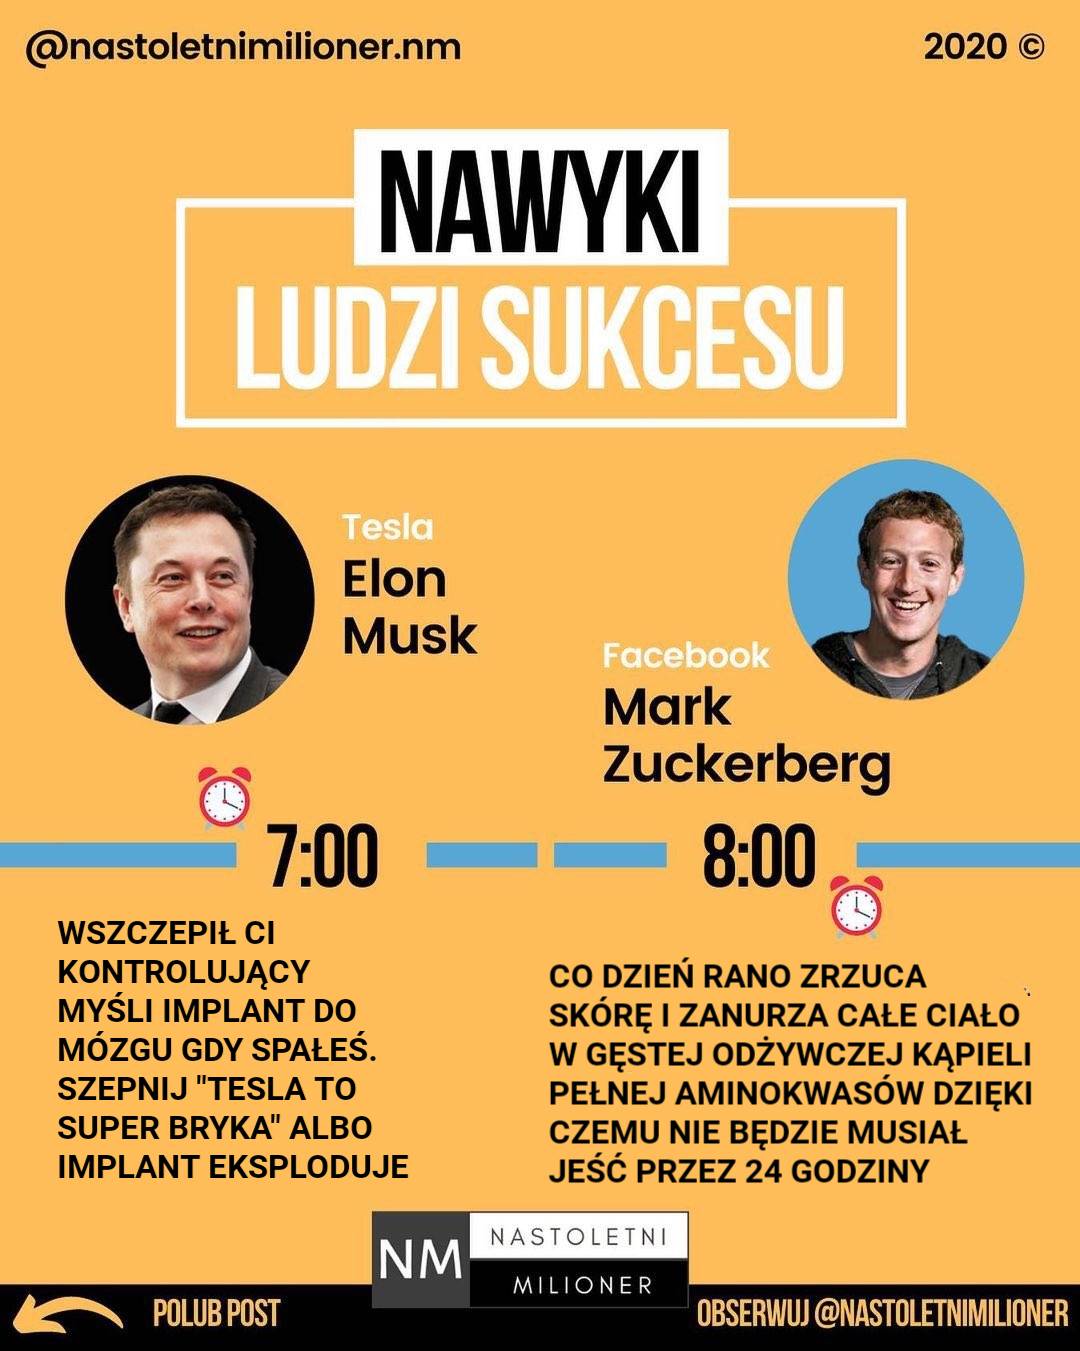 @nastoletnimilioner.nm
2020 ©
NAWYKI
LUDZI SUKCESU
Tesla
Elon
Musk
Facebook
Mark
Zuckerberg
7:00
8:00
WSZCZEPIŁ CI
KONTROLUJĄCY
MYŚLI IMPLANT DO
MÓZGU GDY SPAŁEŚ.
SZEPNIJ "TESLA TO
SUPER BRYKA" ALBO
IMPLANT EKSPLODUJE
CO DZIEŃ RANO ZRZUCA
SKÓRĘ I ZANURZA CAŁE CIAŁO
W GĘSTEJ ODŻYWCZEJ KĄPIELI
PEŁNEJ AMINOKWASÓW DZIĘKI
CZEMU NIE BĘDZIE MUSIAŁ
JEŚĆ PRZEZ 24 GODZINY
NM
NASTOLETNI
MILIONER
POLUB POST
OBSERWUJ @NASTOLETNIMILIONER